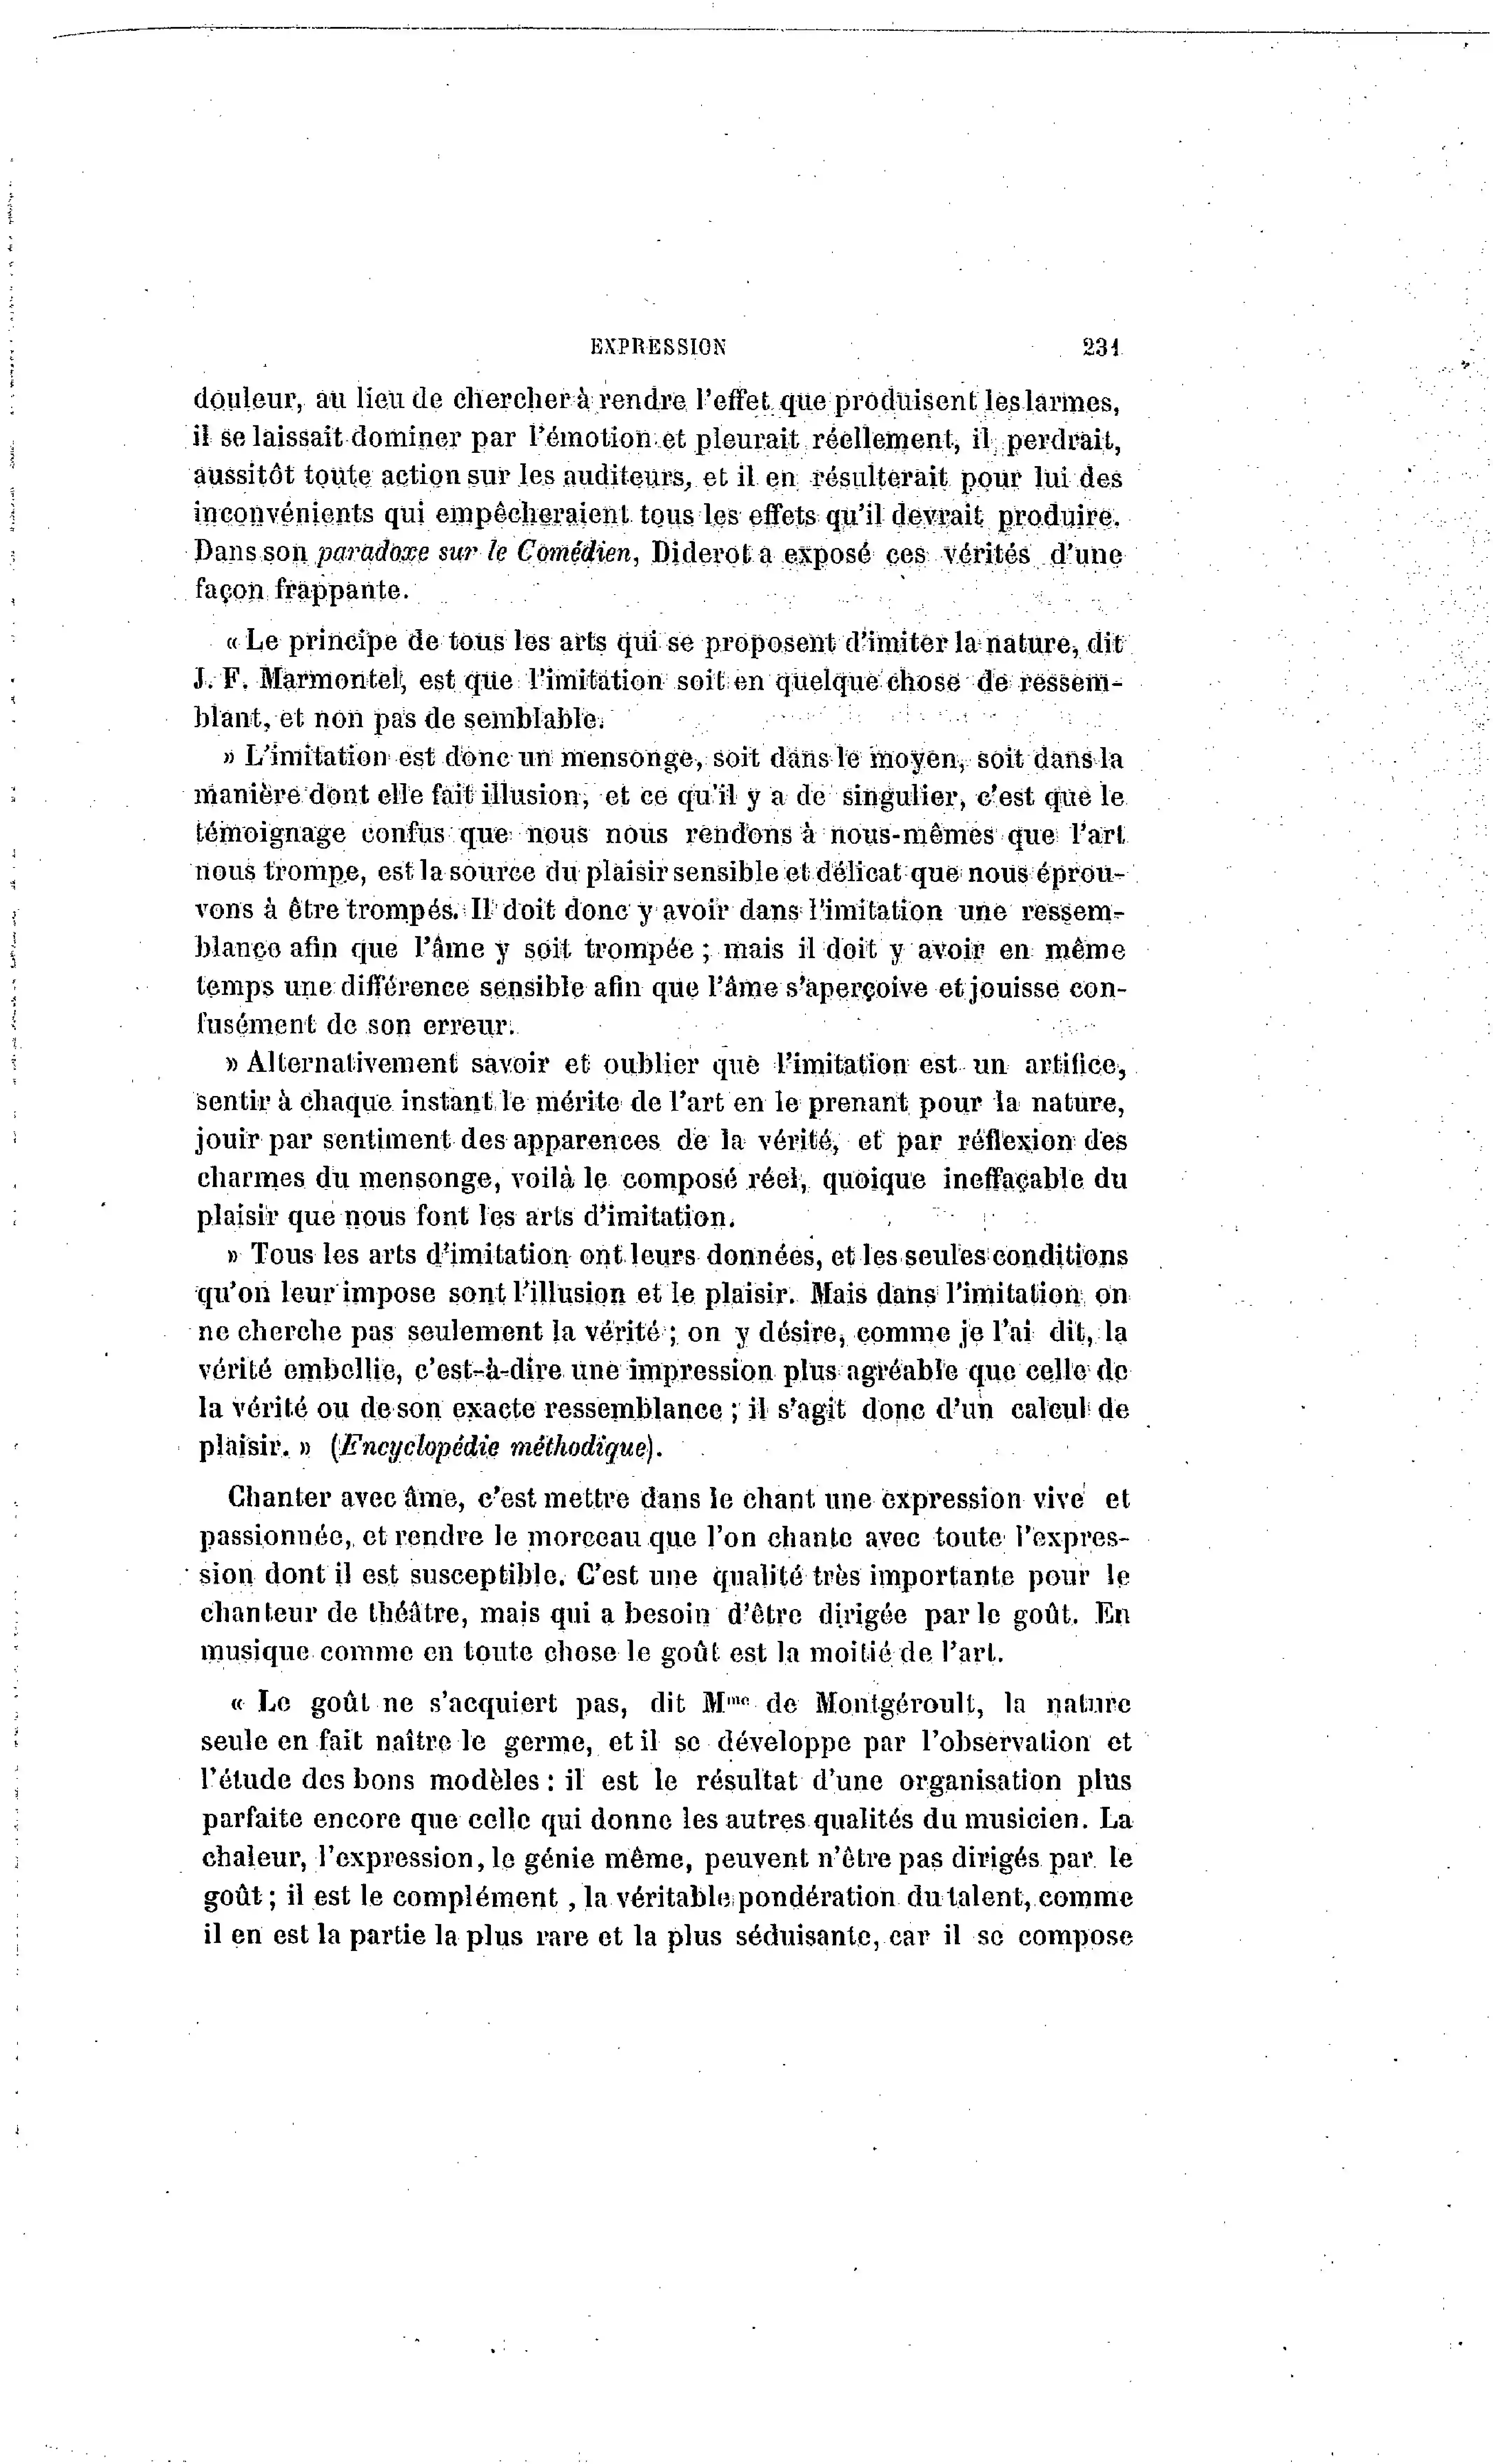 EXPRESSION 231
douleur, au lieu de chercher à rendre l'effet que produisent les larmes,
il se laissait dominer par l'émotion et pleurait réellement, il perdrait,
aussitôt toute action sur les auditeurs, et il en résulterait pour lui des
inconvénients qui empêcheraient tous les effets qu'il devrait produire.
Dans son paradoxe sur le Comédien, Diderot a exposé ces vérités d'une
façon frappante.
« Le principe de tous les arts qui se proposent d'imiter la nature, dit
J. F. Marmontel, est que l'imitation soit en quelque chose de ressem-
blant, et non pas de semblable.
» L'imitation est donc un mensonge, soit dans le moyen, soit dans la
manière dont elle fait illusion, et ce qu'il y a de singulier, c'est que le
témoignage confus que nous nous rendons à nous-mêmes que l'art
nous trompe, est la source du plaisir sensible et délicat que nous éprou-
vons à être trompés. Il doit donc y avoir dans l'imitation une ressem-
blance afin que l'âme y soit trompée ; mais il doit y avoir en même
temps une différence sensible afin que l'âme s'aperçoive et jouisse con-
fusément de son erreur.
» Alternativement savoir et oublier que l'imitation est un artifice,
sentir à chaque instant le mérite de l'art en le prenant pour la nature,
jouir par sentiment des apparences de la vérité, et par réflexion des
charmes du mensonge, voilà le composé réel, quoique ineffaçable du
plaisir que nous font les arts d'imitation.
» Tous les arts d'imitation ont leurs données, et les seules conditions
qu'on leur impose sont l'illusion et le plaisir. Mais dans l'imitation on
ne cherche pas seulement la vérité ; on y désire, comme je l'ai dit, la
vérité embellie, c'est-à-dire une impression plus agréable que celle de
la vérité ou de son exacte ressemblance ; il s'agit donc d'un calcul de
plaisir. » (Encyclopédie méthodique).
Chanter avec âme, c'est mettre dans le chant une expression vive et
passionnée, et rendre le morceau que l'on chante avec toute l'expres-
sion dont il est susceptible. C'est une qualité très importante pour le
chanteur de théâtre, mais qui a besoin d'être dirigée par le goût. En
musique comme en toute chose le goût est la moitié de l'art.
« Le goût ne s'acquiert pas, dit Mme de Montgéroult, la nature
seule en fait naître le germe, et il se développe par l'observation et
l'étude des bons modèles : il est le résultat d'une organisation plus
parfaite encore que celle qui donne les autres qualités du musicien. La
chaleur, l'expression, le génie même, peuvent n'être pas dirigés par le
goût ; il est le complément , la véritable pondération du talent, comme
il en est la partie la plus rare et la plus séduisante, car il se compose